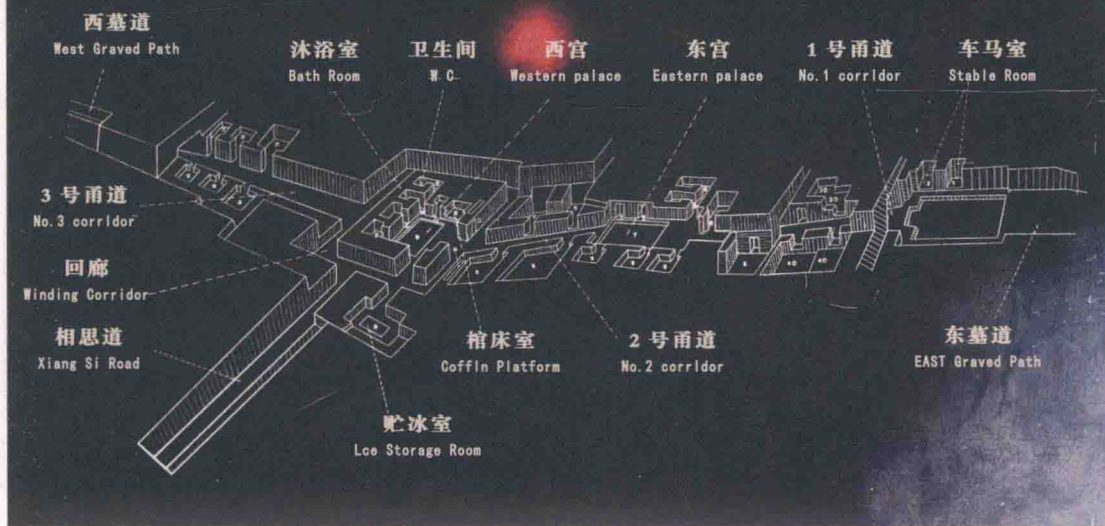 西墓道
West Graved Path
沐浴室
Bath Room
卫生间
W C
西宫
Western palace
东宫
Eastern palace
1号甬道
No.1 corridor
车马室
Stable Room
3号甬道
No.3 corridor
回廊
Winding Corridor
相思道
Xiang Si Road
棺床室
Coffin Platform
2号甬道
No.2 corridor
东墓道
EAST Graved Path
贮冰室
Lce Storage Room